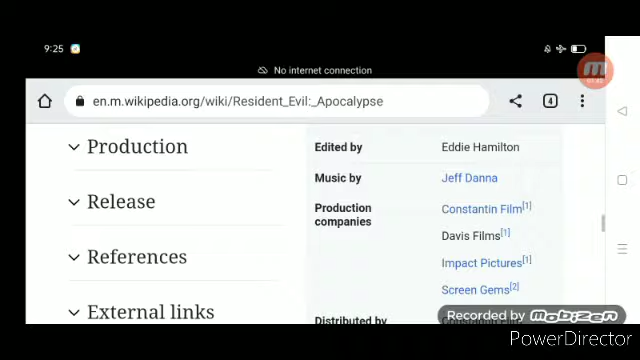 9:25
No internet connection
en.m.wikipedia.org/wiki/Resident_Evil:_Apocalypse
4
Production
Release
References
External links
Edited by Eddie Hamilton
Music by Jeff Danna
Production companies Constantin Film[1]
Davis Films[1]
Impact Pictures[1]
Screen Gems[2]
Distributed by
Recorded by Mobizen
PowerDirector